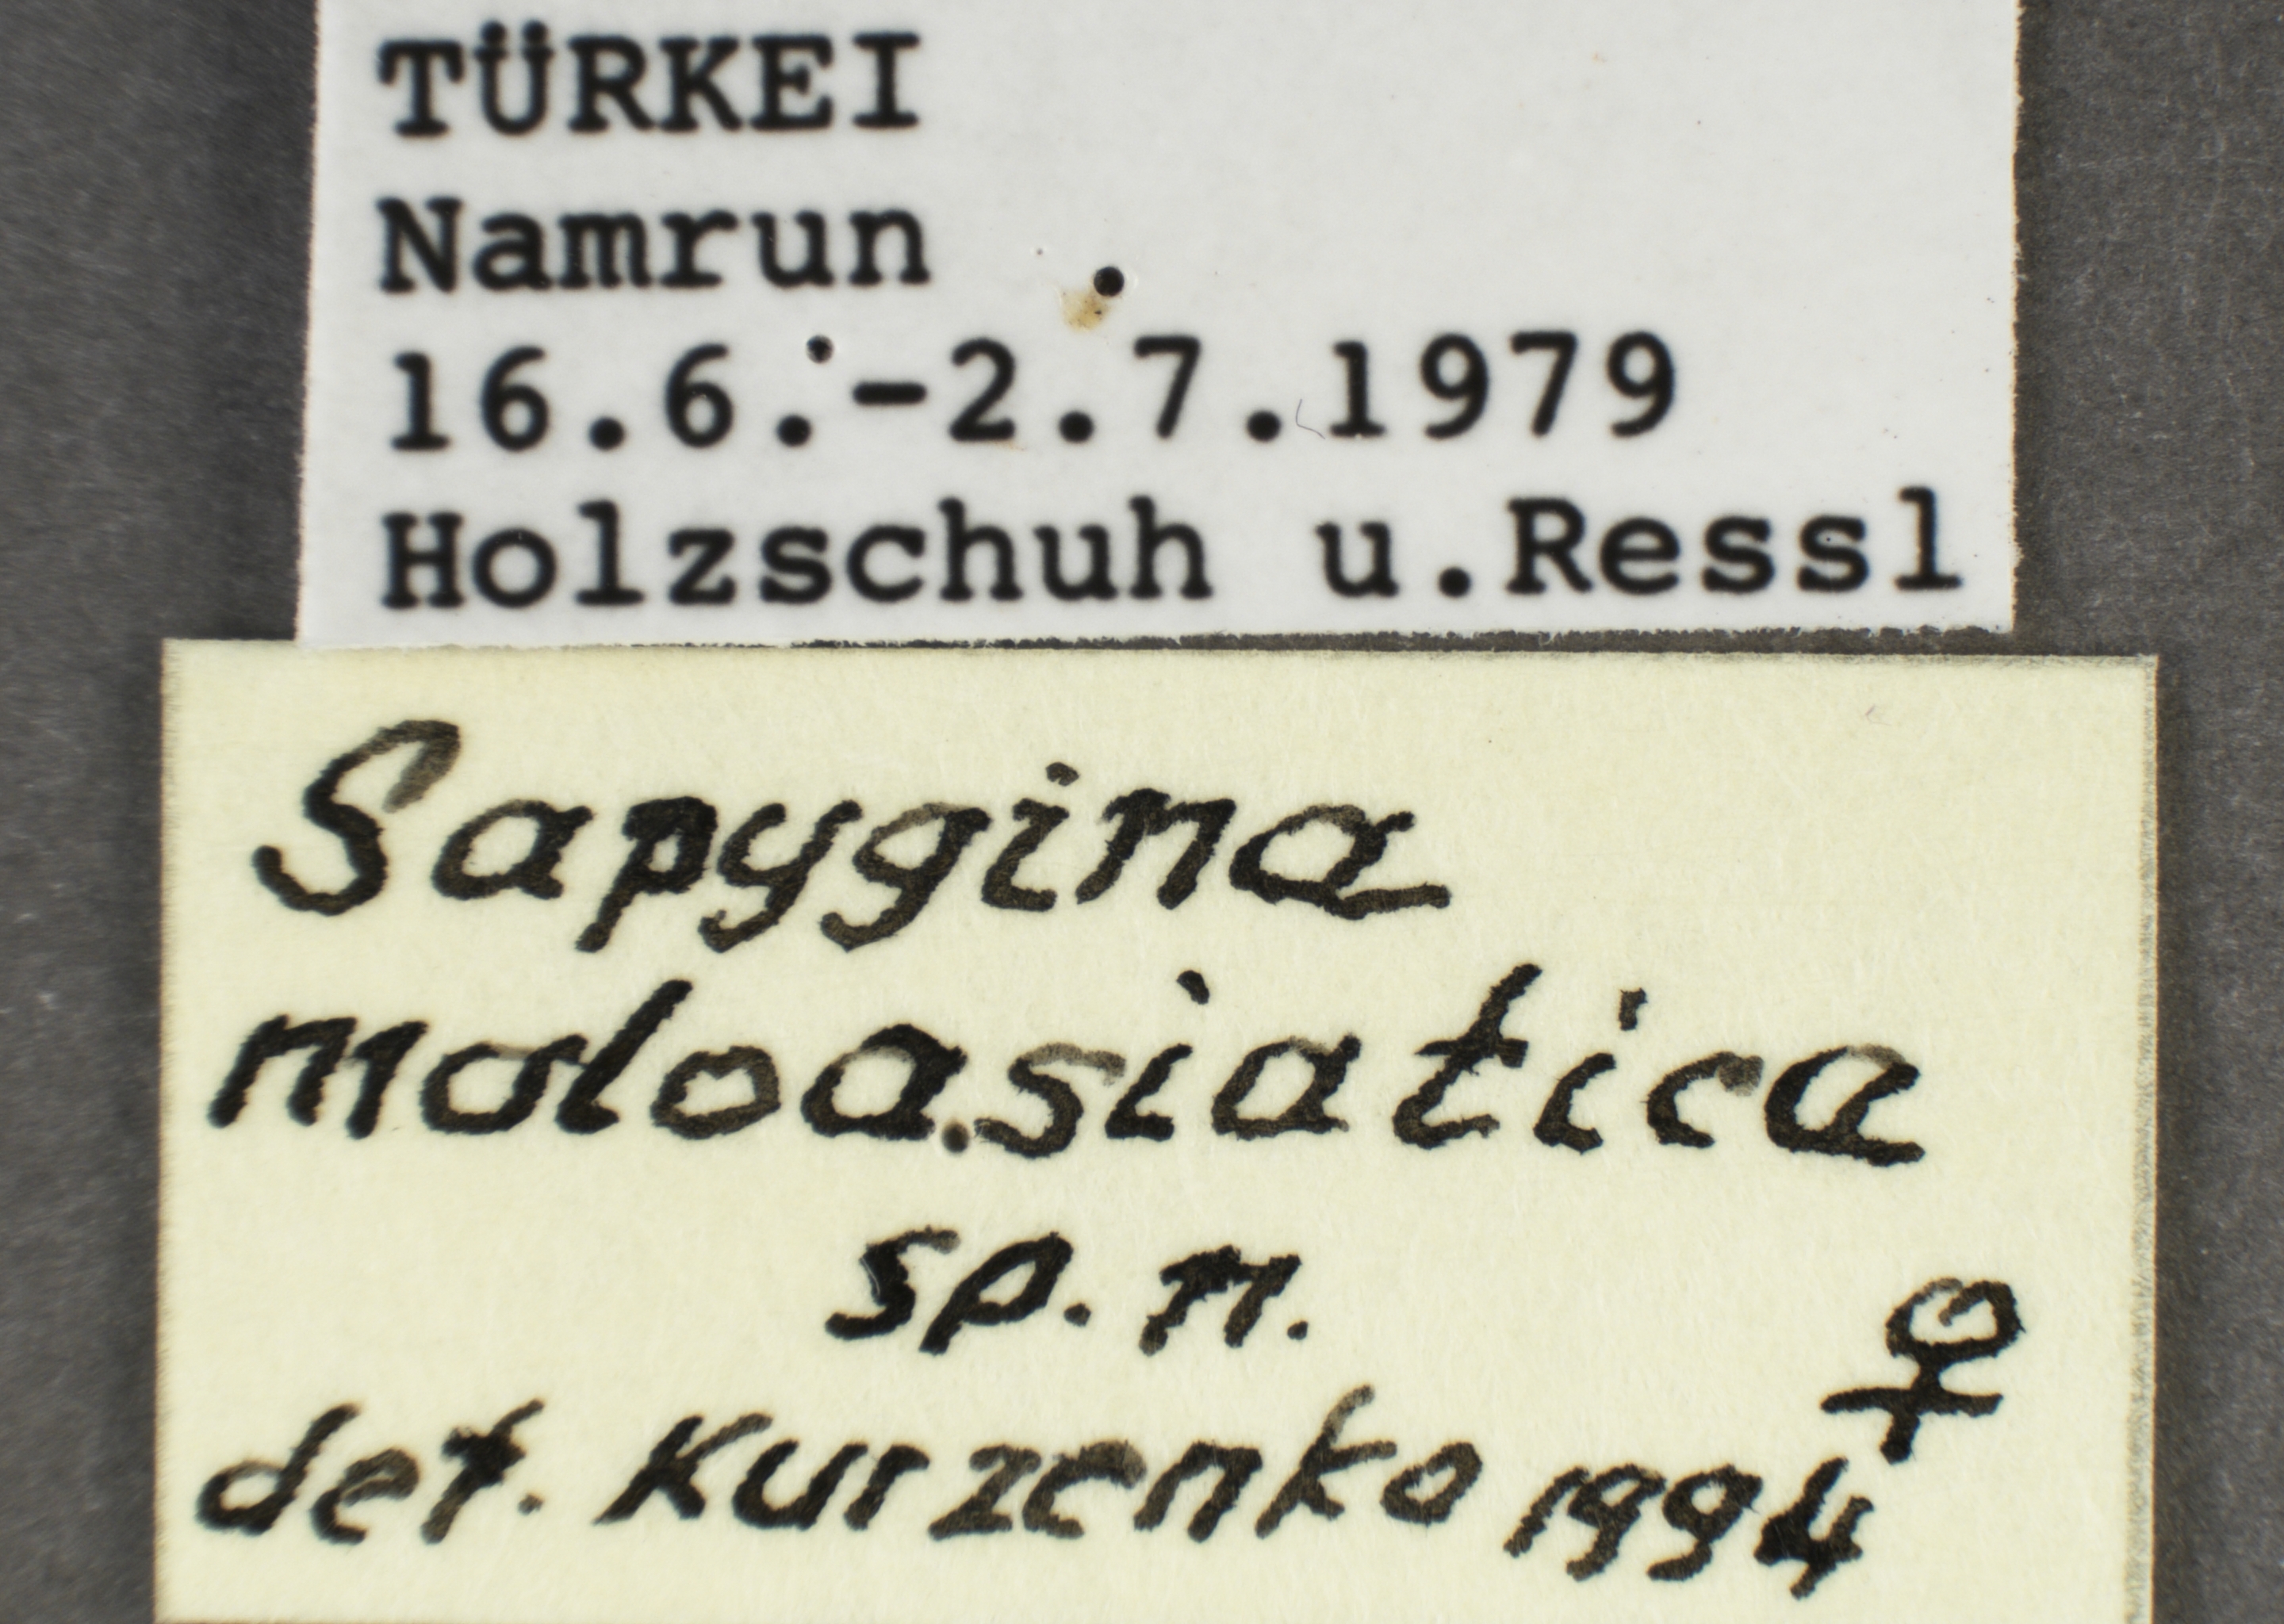 TÜRKEI
Namrun
16.6.-2.7.1979
Holzschuh u.Ressl
Sapygina
moloasiatica
sp. n.
♀
det. Kurzenko 1994